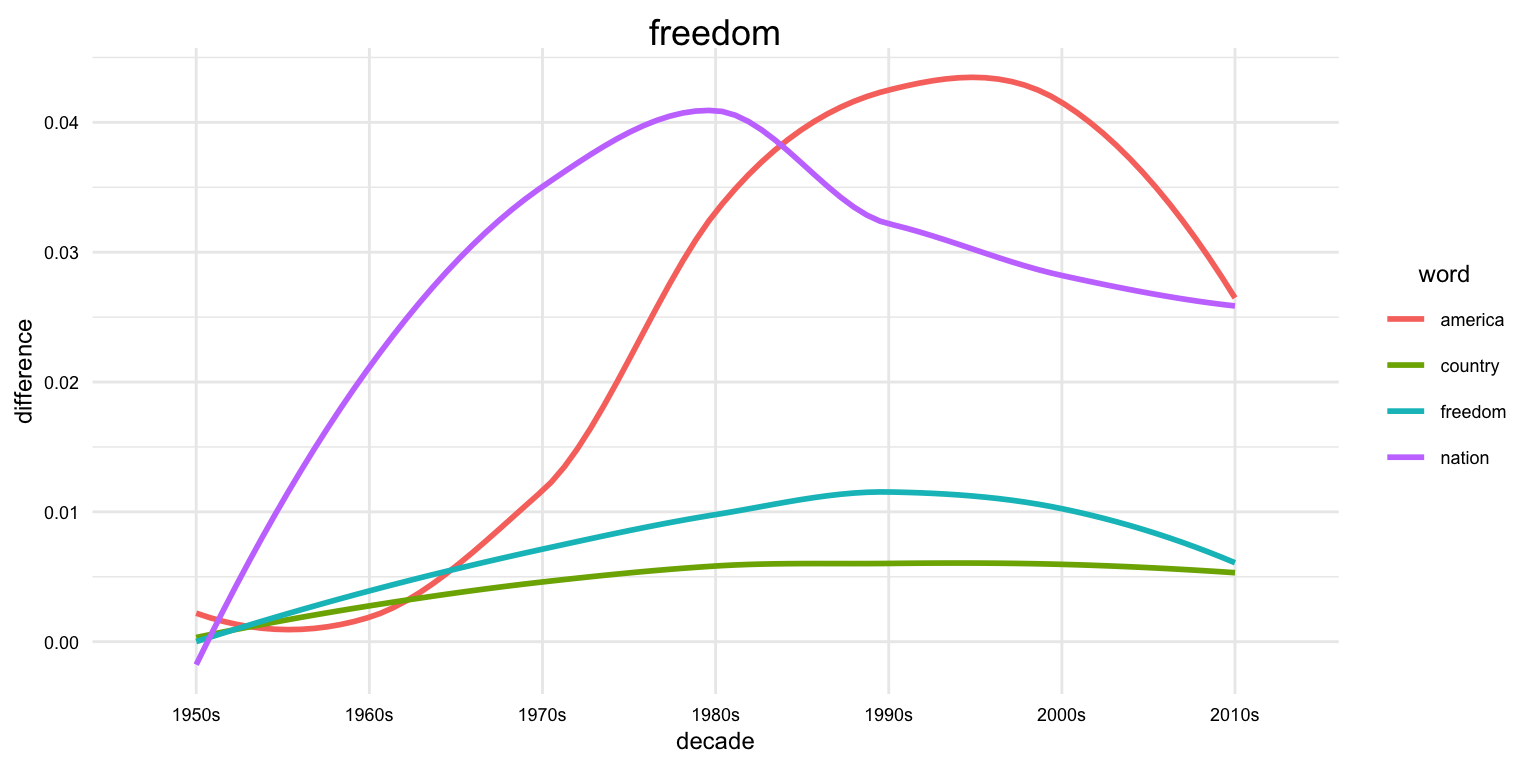 freedom
difference
0.04
0.03
0.02
0.01
0.00
1950s 1960s 1970s 1980s 1990s 2000s 2010s
decade
word
america
country
freedom
nation